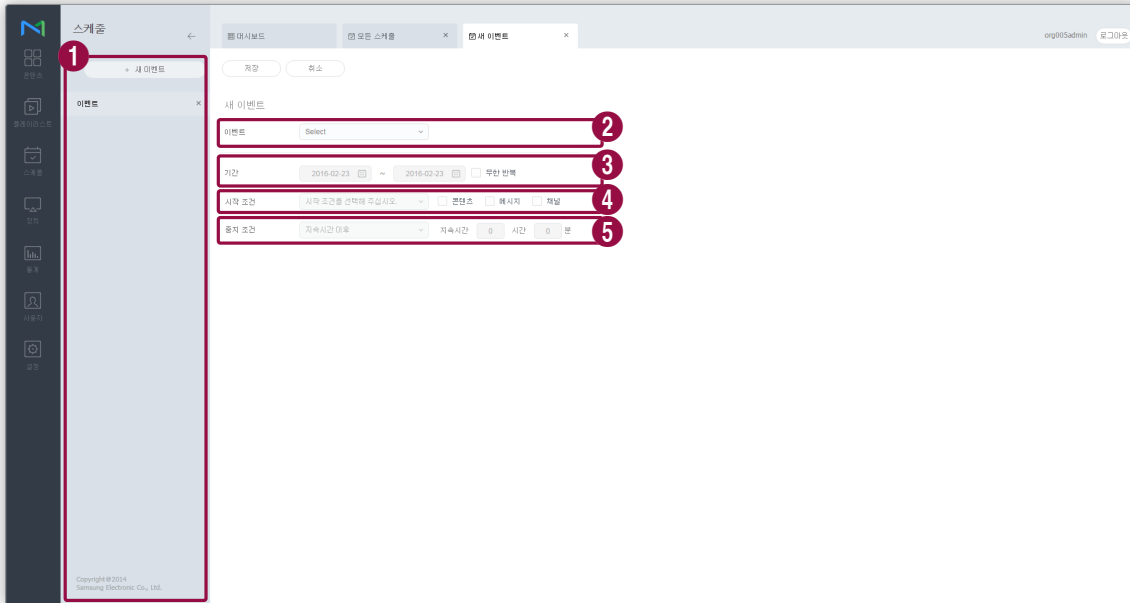 스케줄
←
대시보드
모든 스케줄 ×
새 이벤트 ×
org005admin
로그아웃
콘텐츠
플레이리스트
스케줄
장치
통계
사용자
설정
1
+ 새 이벤트
이벤트 ×
저장 취소
새 이벤트
이벤트 Select 2
기간 2016-02-23 ~ 2016-02-23 무한 반복 3
시작 조건 시작 조건을 선택해 주십시오. 콘텐츠 메시지 채널 4
중지 조건 지속시간 이후 지속시간 0 시간 0 분 5
Copyright@2014
Samsung Electronic Co., Ltd.